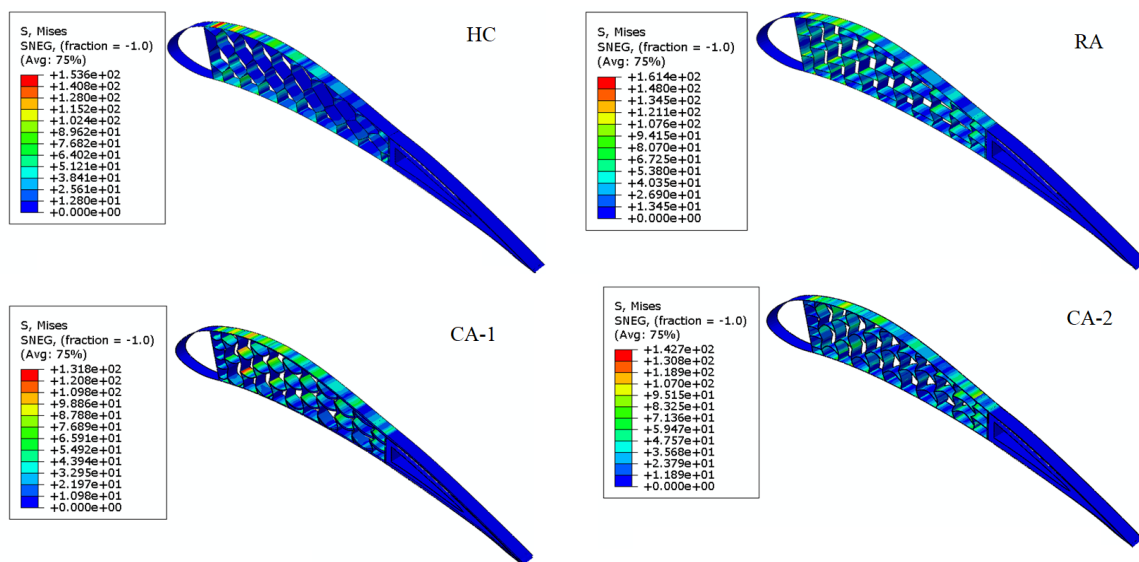 S, Mises
SNEG, (fraction = -1.0)
(Avg: 75%)
+1.536e+02
+1.408e+02
+1.280e+02
+1.152e+02
+1.024e+02
+8.962e+01
+7.682e+01
+6.402e+01
+5.121e+01
+3.841e+01
+2.561e+01
+1.280e+01
+0.000e+00
HC
S, Mises
SNEG, (fraction = -1.0)
(Avg: 75%)
+1.614e+02
+1.480e+02
+1.345e+02
+1.211e+02
+1.076e+02
+9.415e+01
+8.070e+01
+6.725e+01
+5.380e+01
+4.035e+01
+2.690e+01
+1.345e+01
+0.000e+00
RA
S, Mises
SNEG, (fraction = -1.0)
(Avg: 75%)
+1.318e+02
+1.208e+02
+1.098e+02
+9.886e+01
+8.788e+01
+7.689e+01
+6.591e+01
+5.492e+01
+4.394e+01
+3.295e+01
+2.197e+01
+1.098e+01
+0.000e+00
CA-1
S, Mises
SNEG, (fraction = -1.0)
(Avg: 75%)
+1.427e+02
+1.308e+02
+1.189e+02
+1.070e+02
+9.515e+01
+8.325e+01
+7.136e+01
+5.947e+01
+4.757e+01
+3.568e+01
+2.379e+01
+1.189e+01
+0.000e+00
CA-2